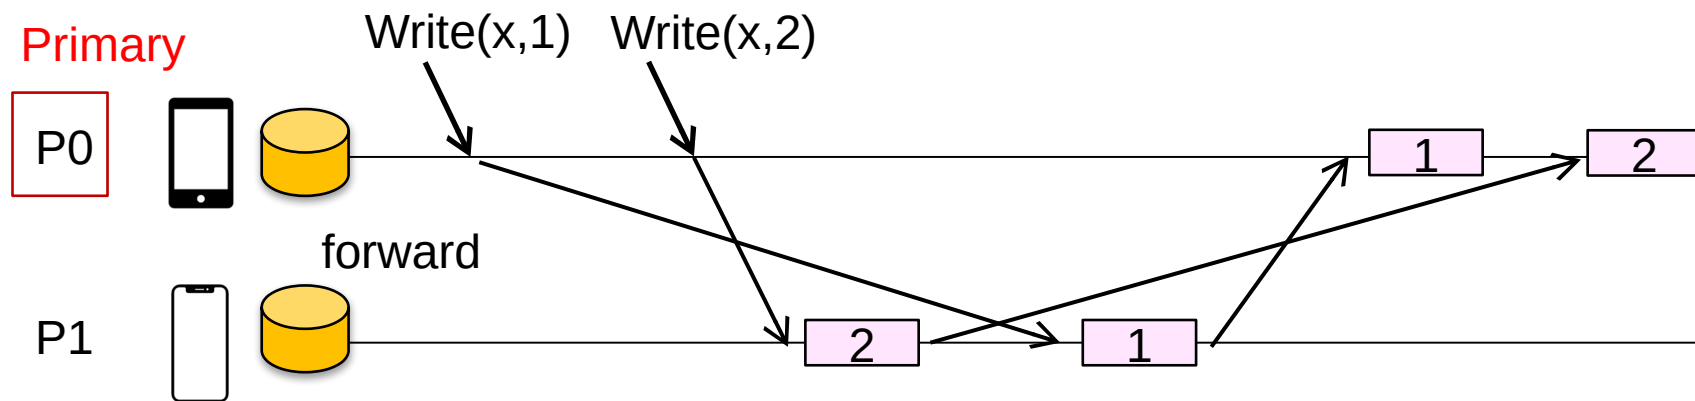 Primary
Write(x,1) Write(x,2)
P0
1 2
forward
P1
2 1